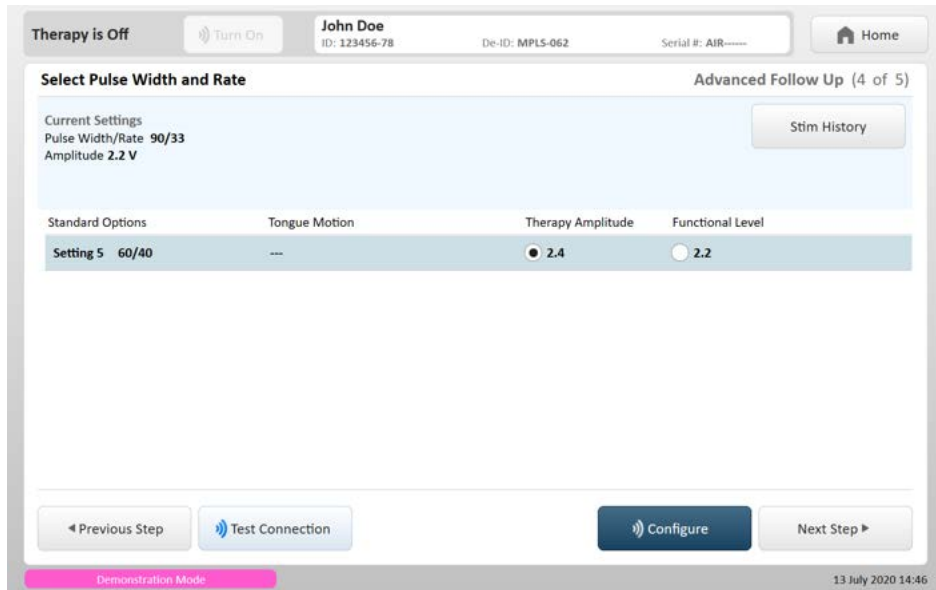 Therapy is Off
Turn On
John Doe
ID: 123456-78 De-ID: MPLS-062 Serial #: AIR------
Home
Select Pulse Width and Rate
Advanced Follow Up (4 of 5)
Current Settings
Pulse Width/Rate 90/33
Amplitude 2.2 V
Stim History
Standard Options Tongue Motion Therapy Amplitude Functional Level
Setting 5 60/40 --- 2.4 2.2
Previous Step
Test Connection
Configure
Next Step
Demonstration Mode
13 July 2020 14:46